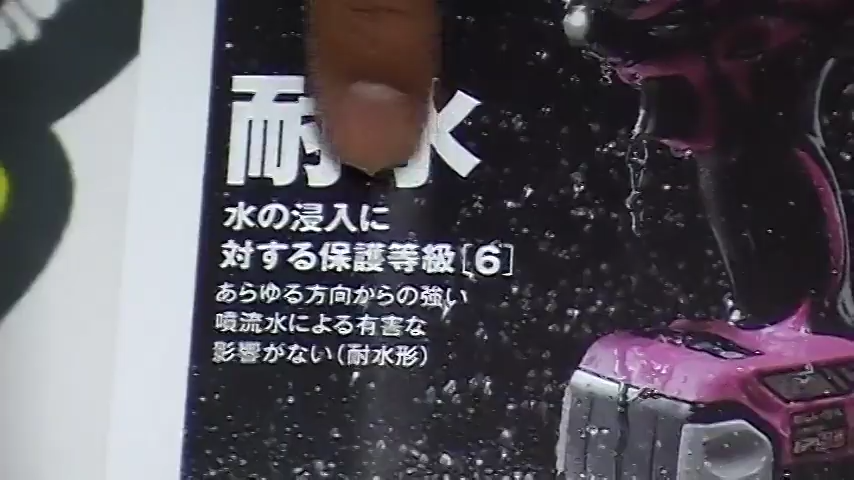 耐水
水の浸入に
対する保護等級[6]
あらゆる方向からの強い
噴流水による有害な
影響がない(耐水形)